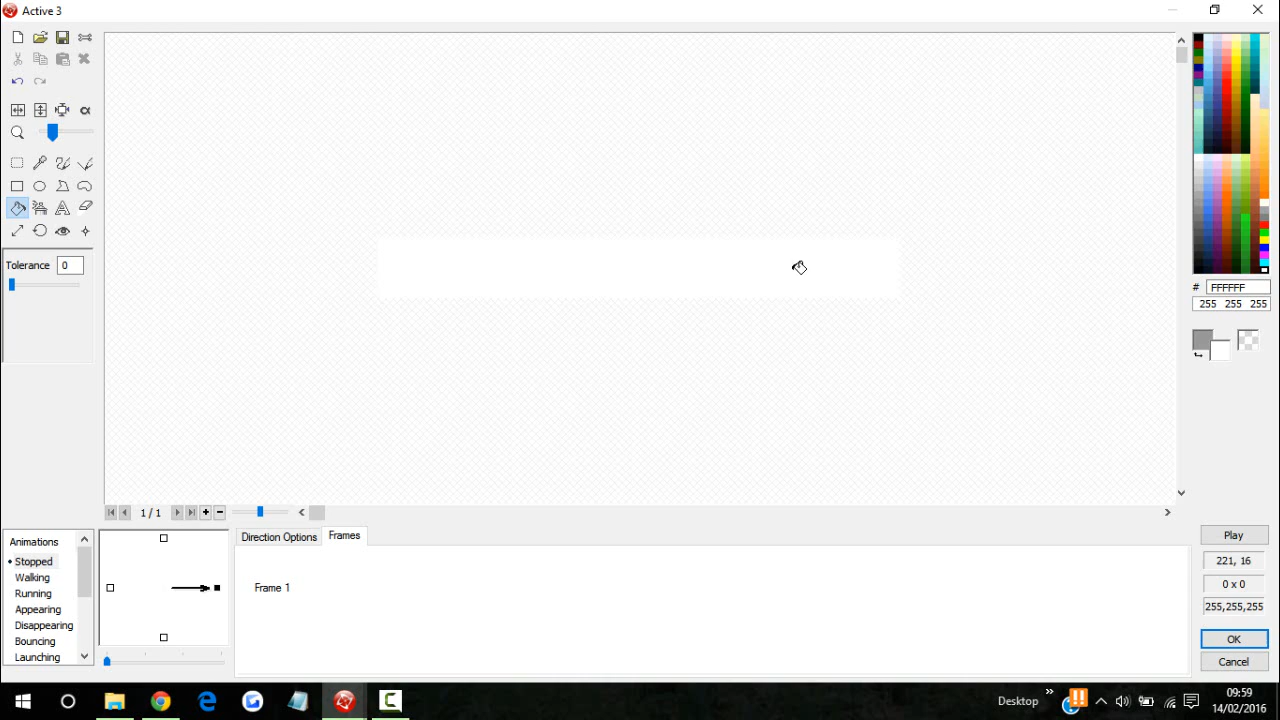 Active 3
Tolerance 0
# FFFFFF
255 255 255
1 / 1
Animations
Stopped
Walking
Running
Appearing
Disappearing
Bouncing
Launching
Direction Options
Frames
Frame 1
Play
221, 16
0 x 0
255,255,255
OK
Cancel
Desktop
09:59
14/02/2016